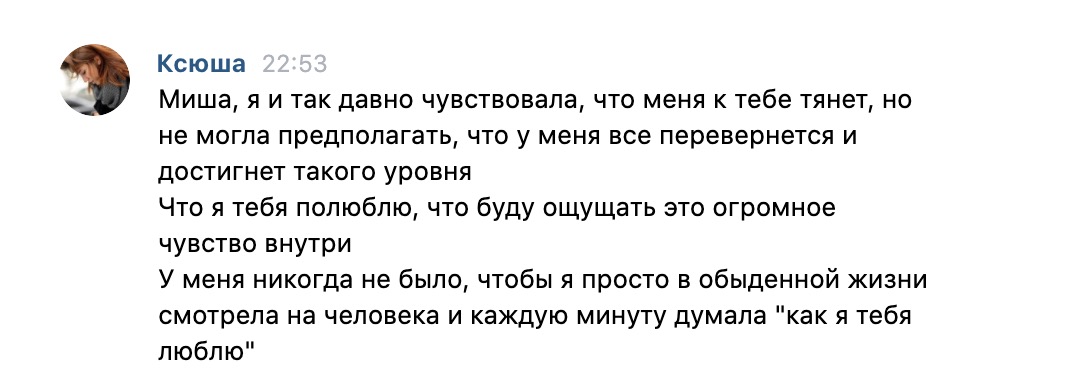 Ксюша 22:53
Миша, я и так давно чувствовала, что меня к тебе тянет, но
не могла предполагать, что у меня все перевернется и
достигнет такого уровня
Что я тебя полюблю, что буду ощущать это огромное
чувство внутри
У меня никогда не было, чтобы я просто в обыденной жизни
смотрела на человека и каждую минуту думала "как я тебя
люблю"